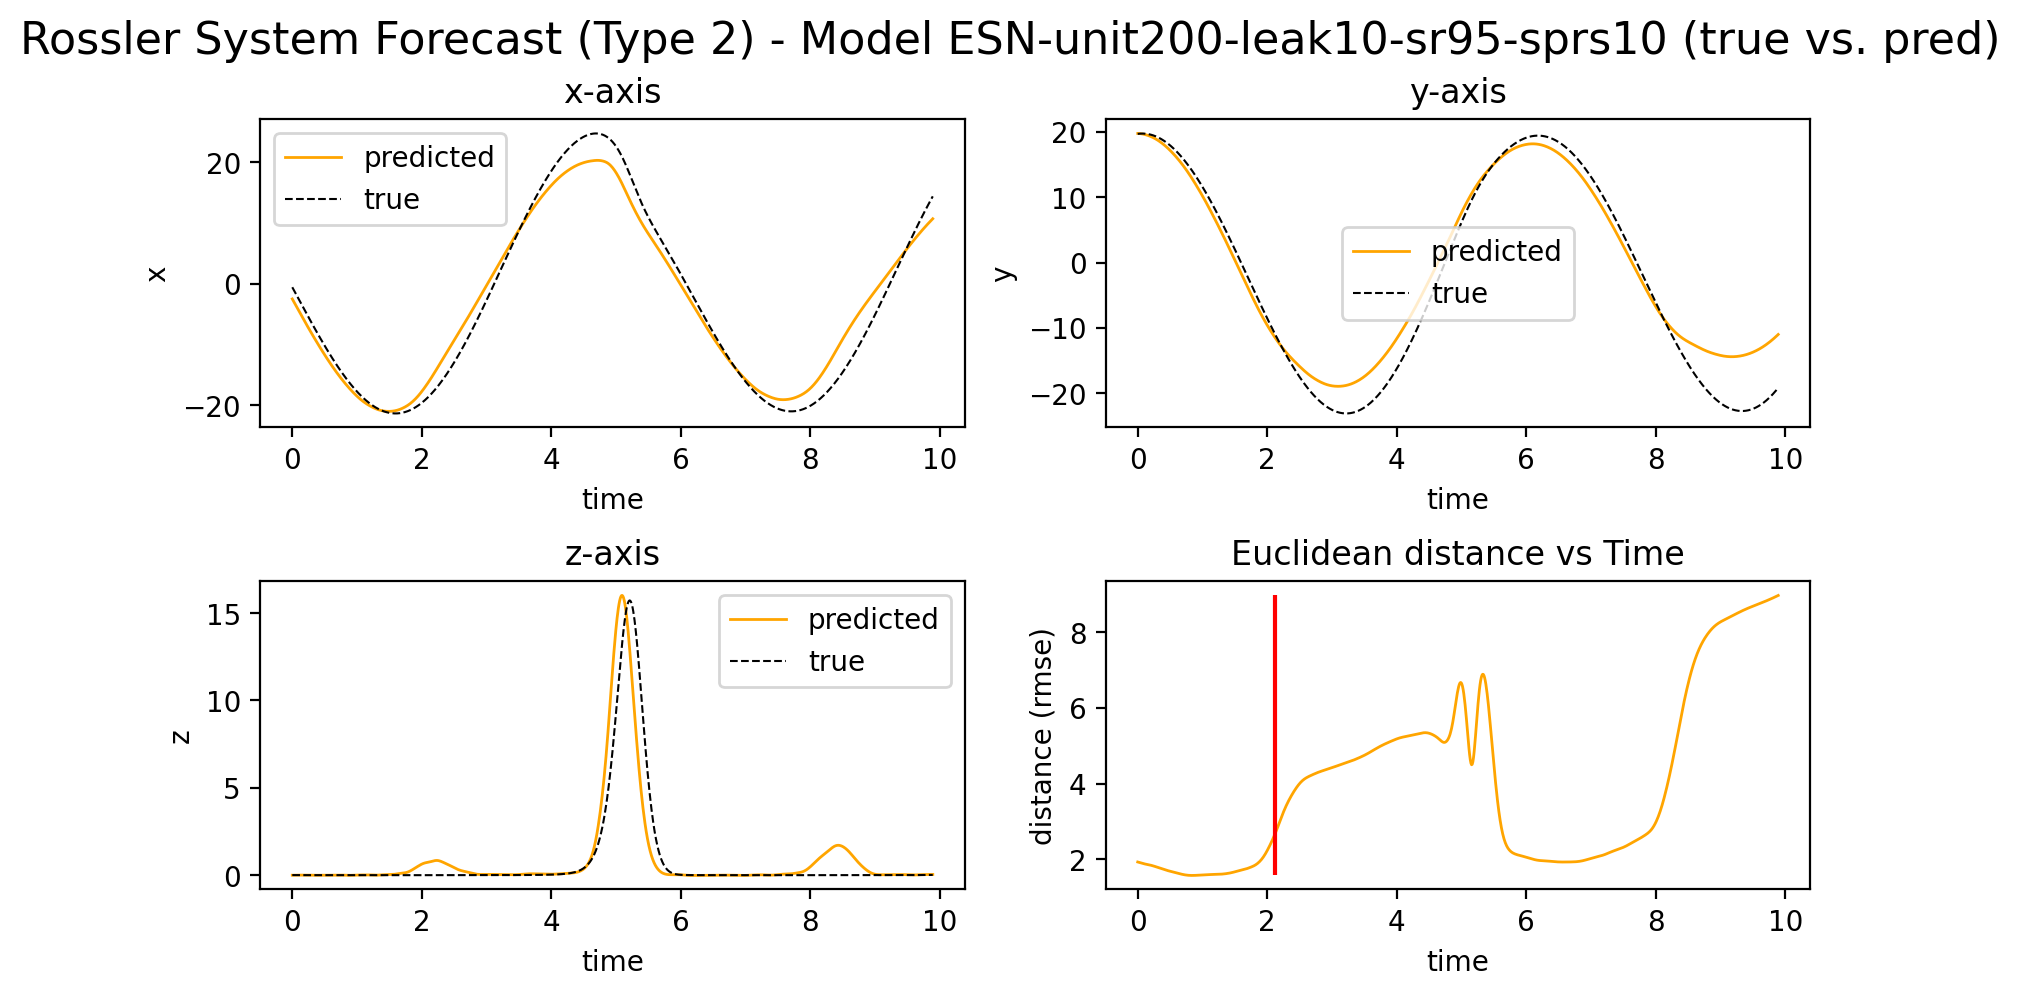 Rossler System Forecast (Type 2) - Model ESN-unit200-leak10-sr95-sprs10 (true vs. pred)
x-axis
predicted
true
x
20
0
−20
0 2 4 6 8 10
time
y-axis
predicted
true
y
20
10
0
−10
−20
0 2 4 6 8 10
time
z-axis
predicted
true
z
15
10
5
0
0 2 4 6 8 10
time
Euclidean distance vs Time
distance (rmse)
8
6
4
2
0 2 4 6 8 10
time